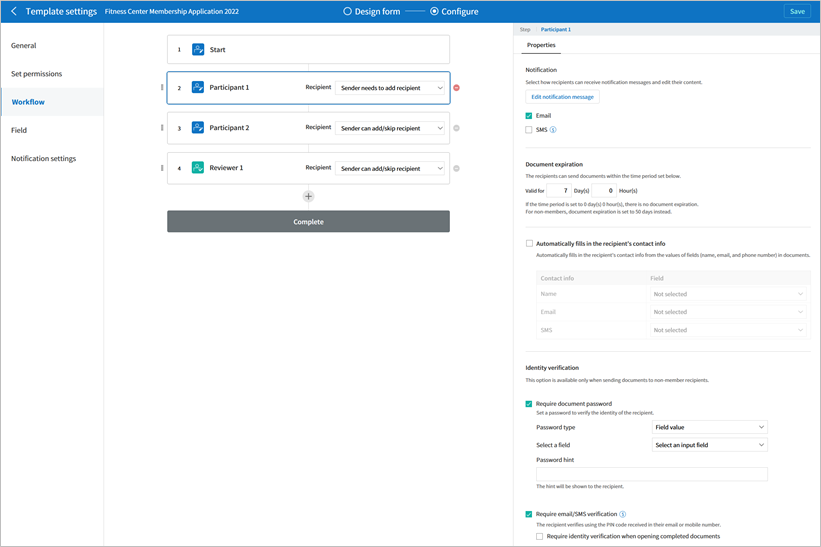 Template settings Fitness Center Membership Application 2022 Design form Configure Save
General
Set permissions
Workflow
Field
Notification settings
1 Start
2 Participant 1 Recipient Sender needs to add recipient
3 Participant 2 Recipient Sender can add/skip recipient
4 Reviewer 1 Recipient Sender can add/skip recipient
Complete
Step Participant 1
Properties
Notification
Select how recipients can receive notification messages and edit their content.
Edit notification message
Email
SMS
Document expiration
The recipients can send documents within the time period set below.
Valid for 7 Day(s) 0 Hour(s)
If the time period is set to 0 day(s) 0 hour(s), there is no document expiration.
For non-members, document expiration is set to 50 days instead.
Automatically fills in the recipient's contact info
Automatically fills in the recipient's contact info from the values of fields (name, email, and phone number) in documents.
Contact info Field
Name Not selected
Email Not selected
SMS Not selected
Identity verification
This option is available only when sending documents to non-member recipients.
Require document password
Set a password to verify the identity of the recipient.
Password type Field value
Select a field Select an input field
Password hint
The hint will be shown to the recipient.
Require email/SMS verification
The recipient verifies using the PIN code received in their email or mobile number.
Require identity verification when opening completed documents